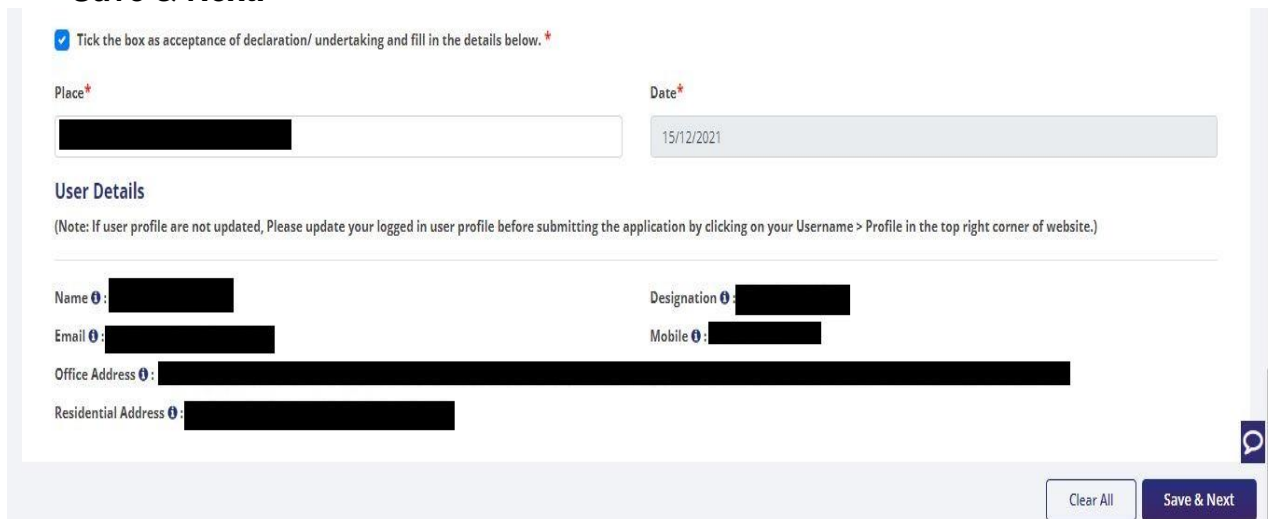 Save & Next.
Tick the box as acceptance of declaration/ undertaking and fill in the details below. *
Place* Date*
15/12/2021
User Details
(Note: If user profile are not updated, Please update your logged in user profile before submitting the application by clicking on your Username > Profile in the top right corner of website.)
Name : Designation :
Email : Mobile :
Office Address :
Residential Address :
Clear All Save & Next